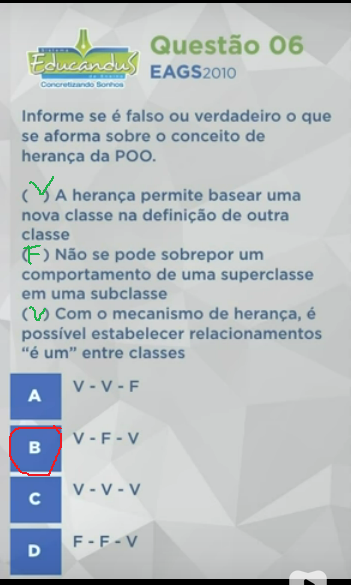 Sistema
Educandus
de Ensino
Concretizando Sonhos
Questão 06
EAGS2010
Informe se é falso ou verdadeiro o que
se aforma sobre o conceito de
herança da POO.
( V ) A herança permite basear uma
nova classe na definição de outra
classe
( F ) Não se pode sobrepor um
comportamento de uma superclasse
em uma subclasse
( V ) Com o mecanismo de herança, é
possível estabelecer relacionamentos
“é um” entre classes
A V - V - F
B V - F - V
C V - V - V
D F - F - V